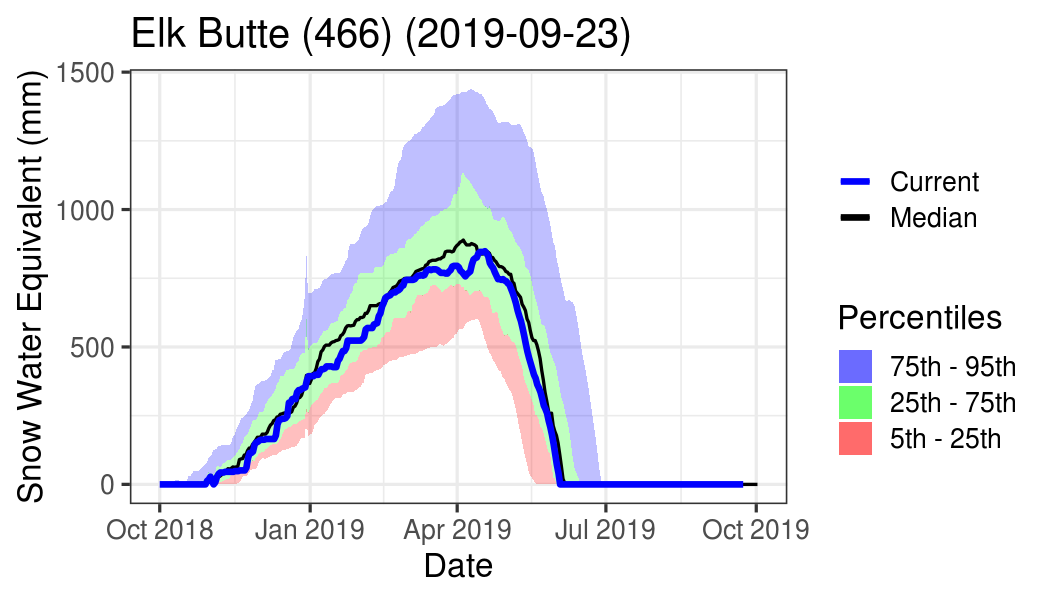 Elk Butte (466) (2019-09-23)
Snow Water Equivalent (mm)
1500
1000
500
0
Oct 2018
Jan 2019
Apr 2019
Jul 2019
Oct 2019
Date
Current
Median
Percentiles
75th - 95th
25th - 75th
5th - 25th